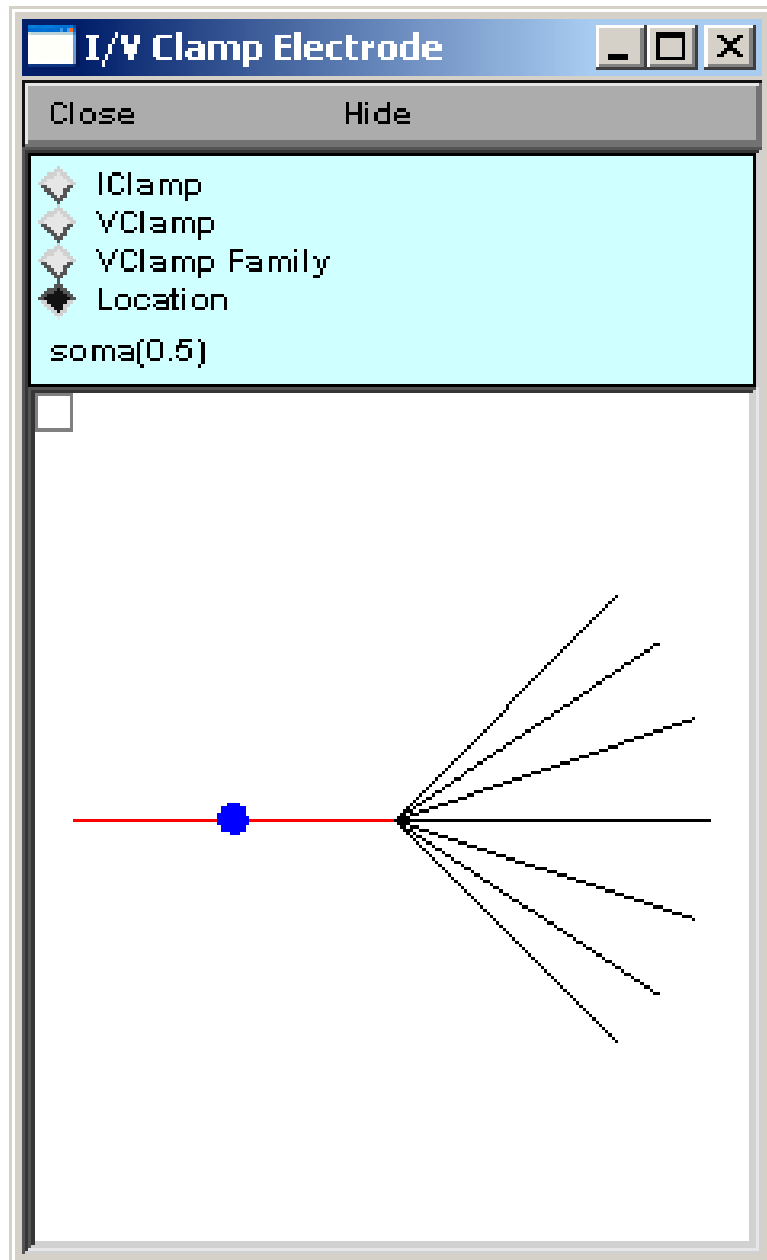 I/V Clamp Electrode
Close Hide
IClamp
VClamp
VClamp Family
Location
soma(0.5)